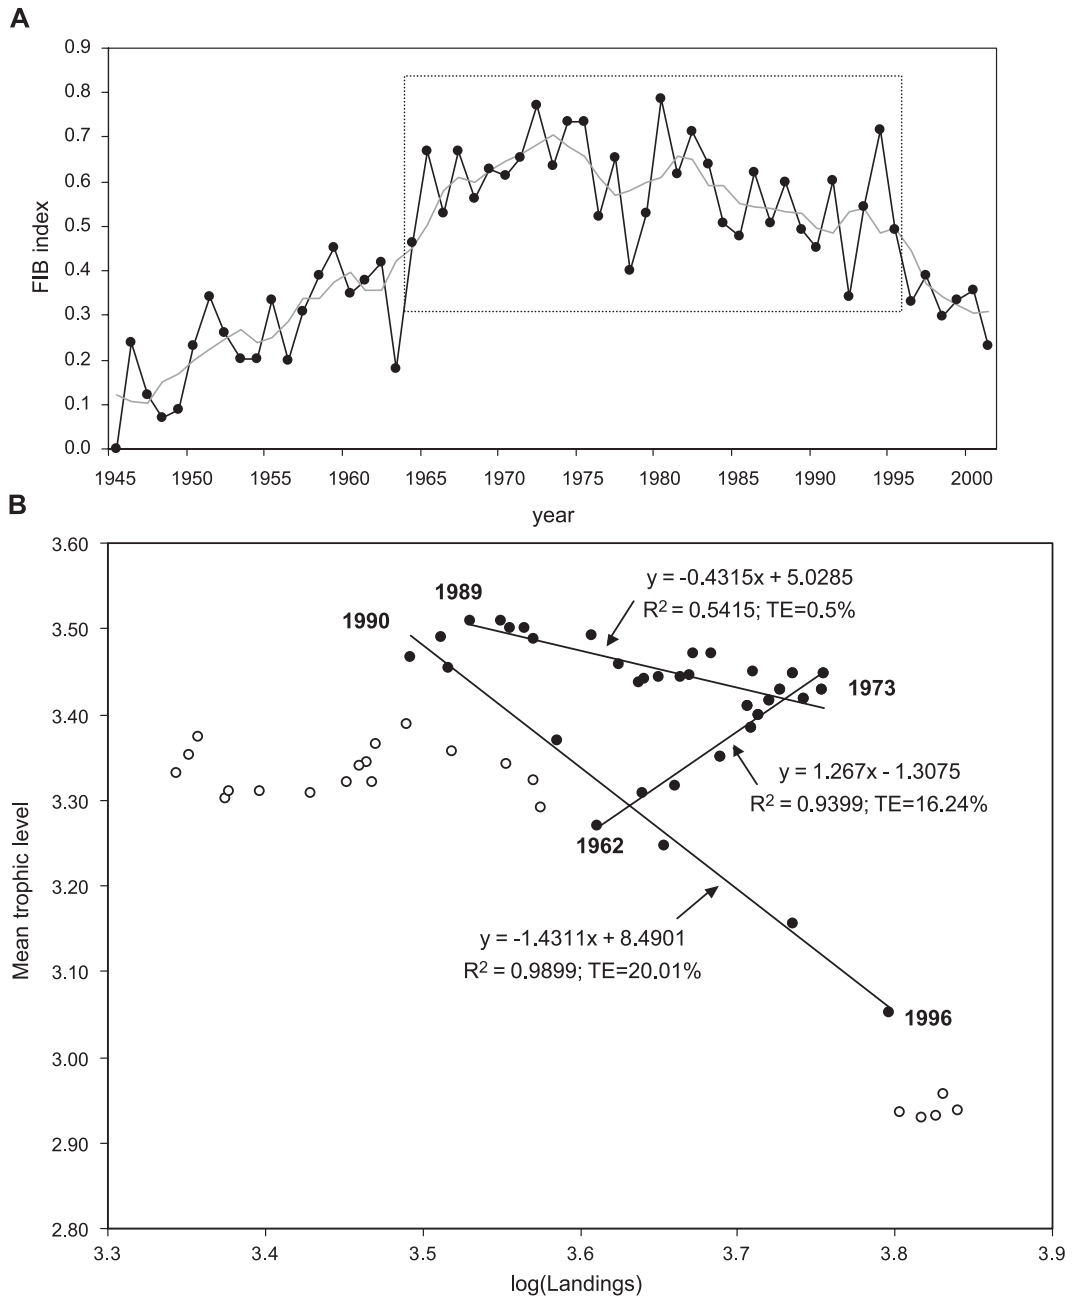 A
0.9
0.8
0.7
0.6
0.5
0.4
0.3
0.2
0.1
0.0
FIB index
1945 1950 1955 1960 1965 1970 1975 1980 1985 1990 1995 2000
year
B
3.60
3.50
3.40
3.30
3.20
3.10
3.00
2.90
2.80
Mean trophic level
y = -0.4315x + 5.0285
R² = 0.5415; TE=0.5%
1989
1990
1973
y = 1.267x - 1.3075
R² = 0.9399; TE=16.24%
1962
y = -1.4311x + 8.4901
R² = 0.9899; TE=20.01%
1996
3.3 3.4 3.5 3.6 3.7 3.8 3.9
log(Landings)